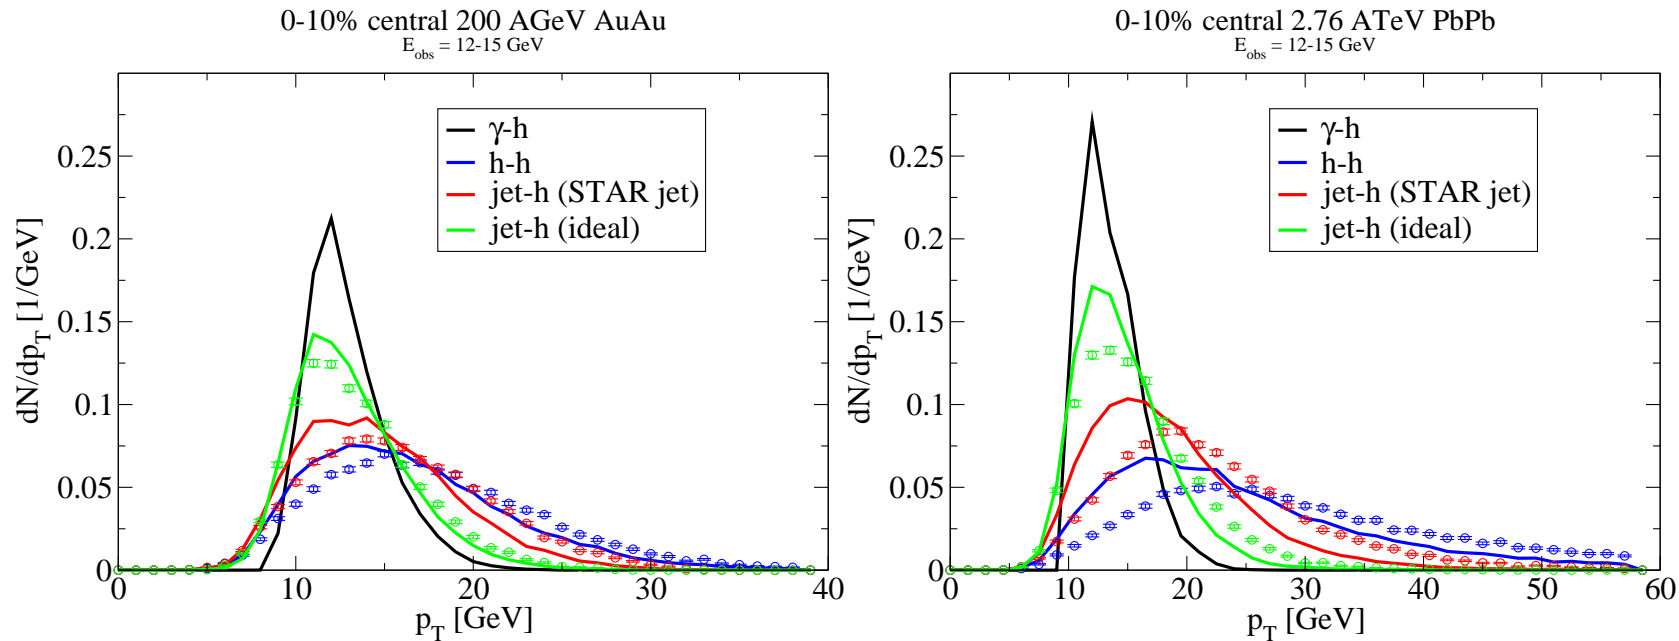 0-10% central 200 AGeV AuAu
E_obs = 12-15 GeV
γ-h
h-h
jet-h (STAR jet)
jet-h (ideal)
dN/dp_T [1/GeV]
0.25
0.2
0.15
0.1
0.05
0
0 10 20 30 40
p_T [GeV]
0-10% central 2.76 ATeV PbPb
E_obs = 12-15 GeV
γ-h
h-h
jet-h (STAR jet)
jet-h (ideal)
dN/dp_T [1/GeV]
0.25
0.2
0.15
0.1
0.05
0
0 10 20 30 40 50 60
p_T [GeV]